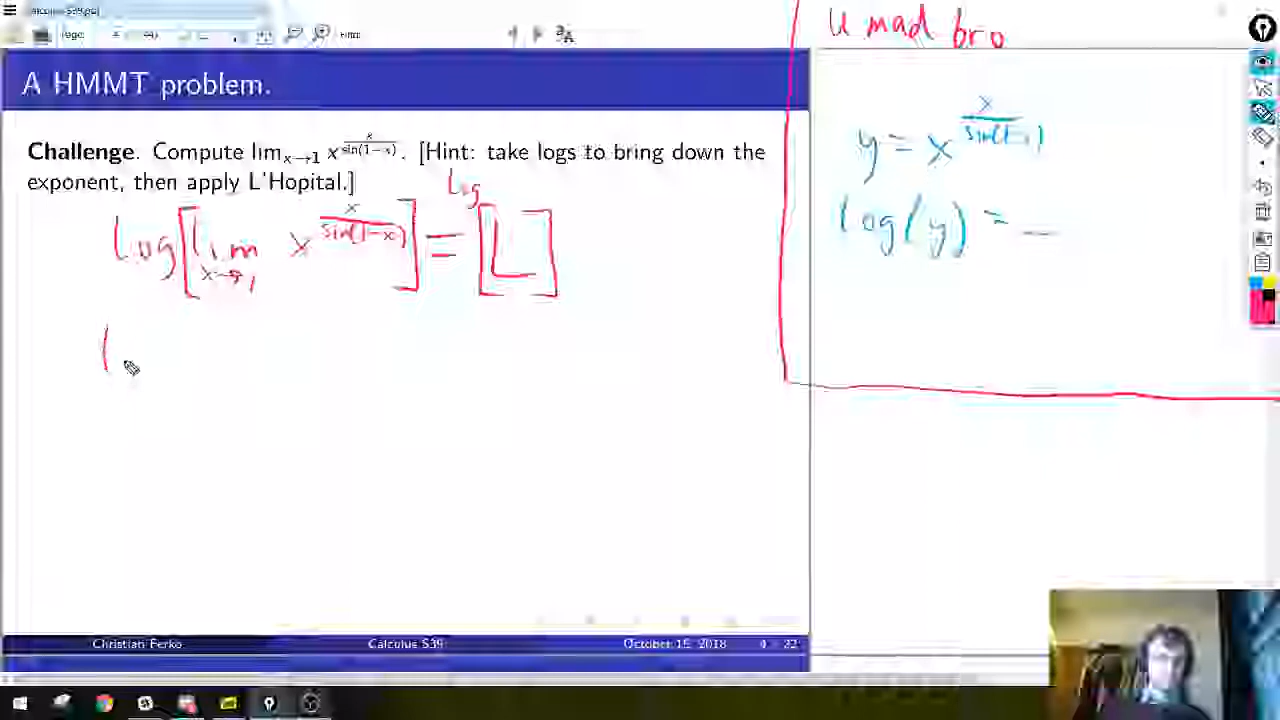 u mad bro
A HMMT problem.
Challenge. Compute lim_{x→1} x^{x/sin(1−x)}. [Hint: take logs to bring down the
exponent, then apply L'Hopital.]
log[lim_{x→1} x^{x/sin(1−x)}] = log[L]
l
y = x^{x/sin(1-x)}
log(y) = _
Christian Ferko
Calculus S39
October 15, 2018